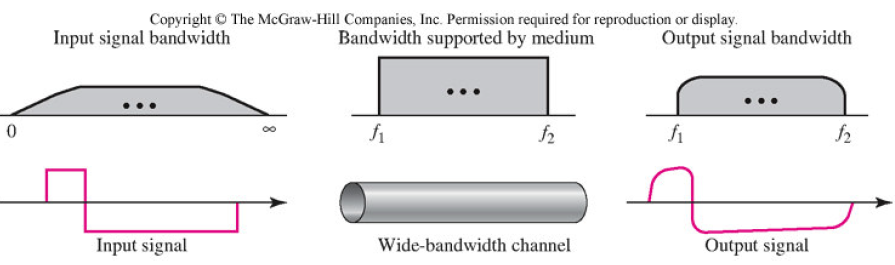 Copyright © The McGraw-Hill Companies, Inc. Permission required for reproduction or display.
Input signal bandwidth
Bandwidth supported by medium
Output signal bandwidth
•••
•••
•••
0
∞
f1
f2
f1
f2
Input signal
Wide-bandwidth channel
Output signal